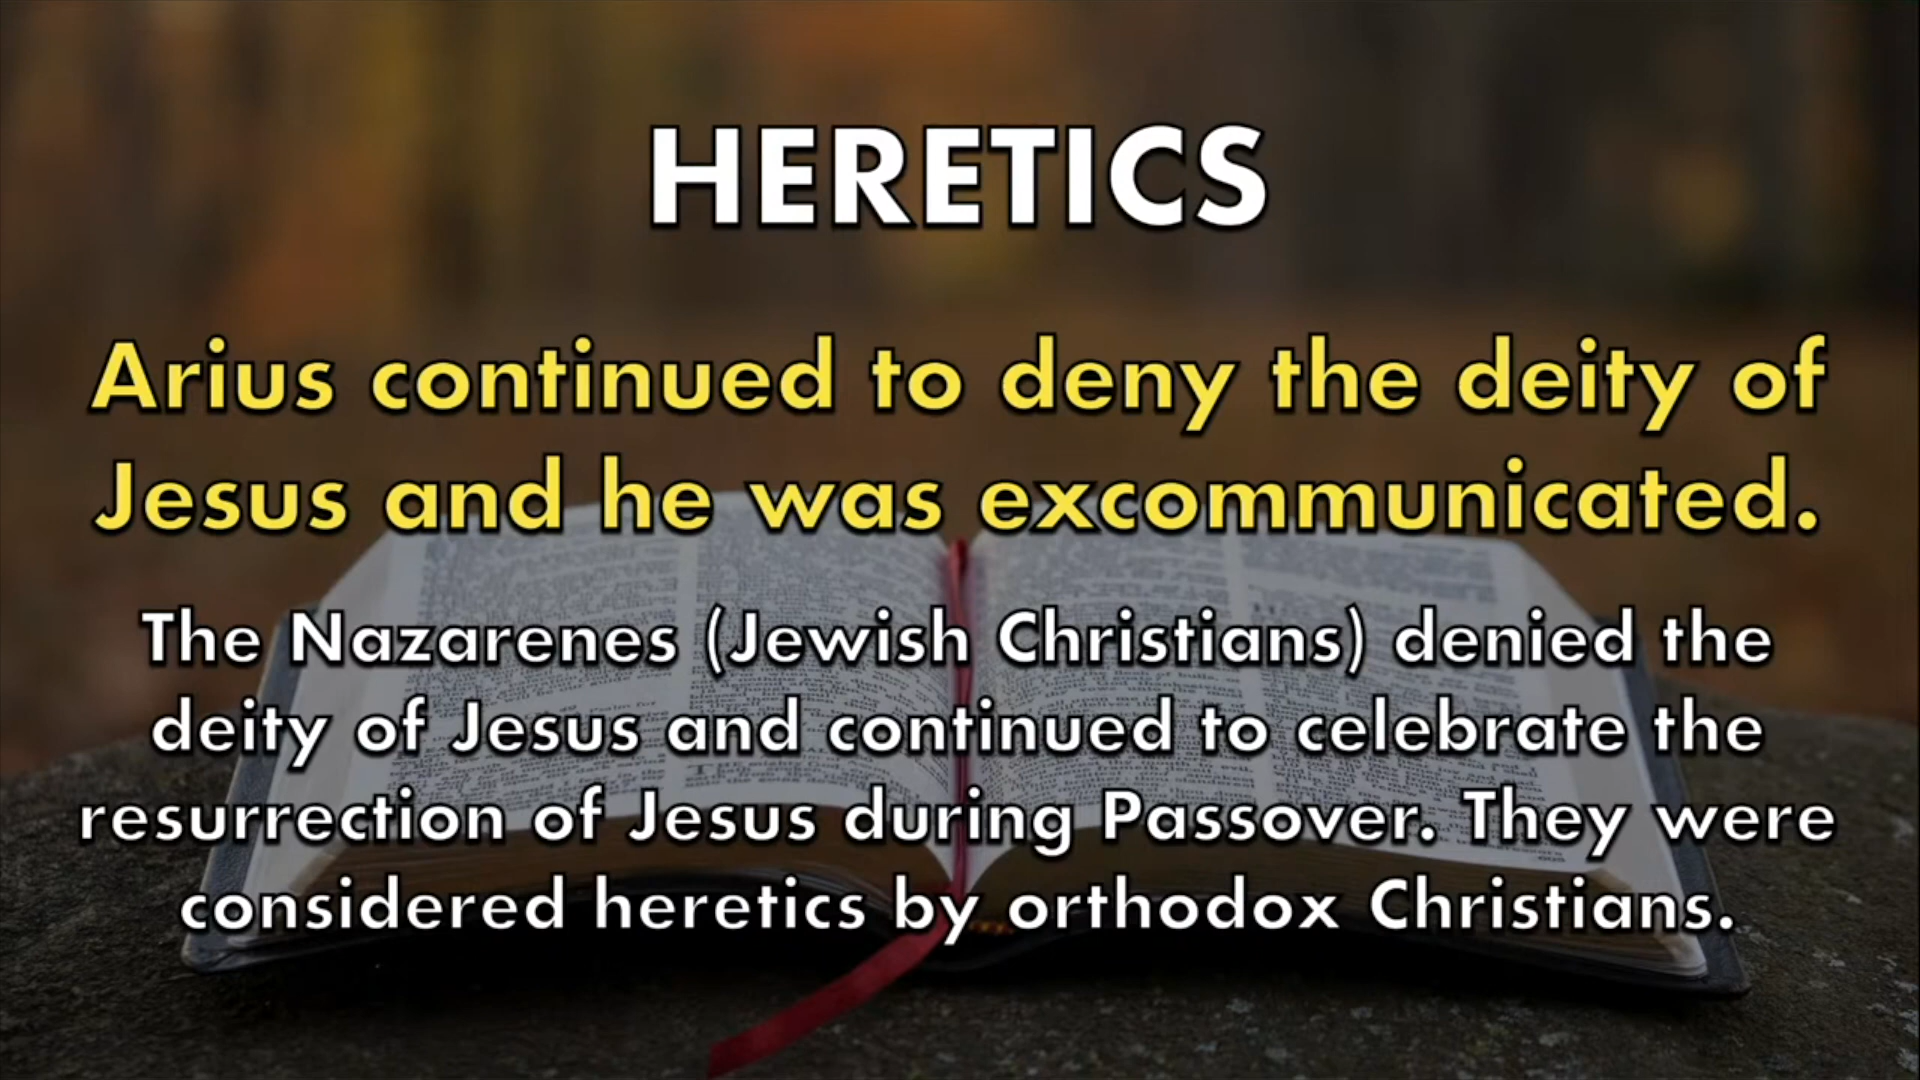 HERETICS
Arius continued to deny the deity of
Jesus and he was excommunicated.
The Nazarenes (Jewish Christians) denied the
deity of Jesus and continued to celebrate the
resurrection of Jesus during Passover. They were
considered heretics by orthodox Christians.